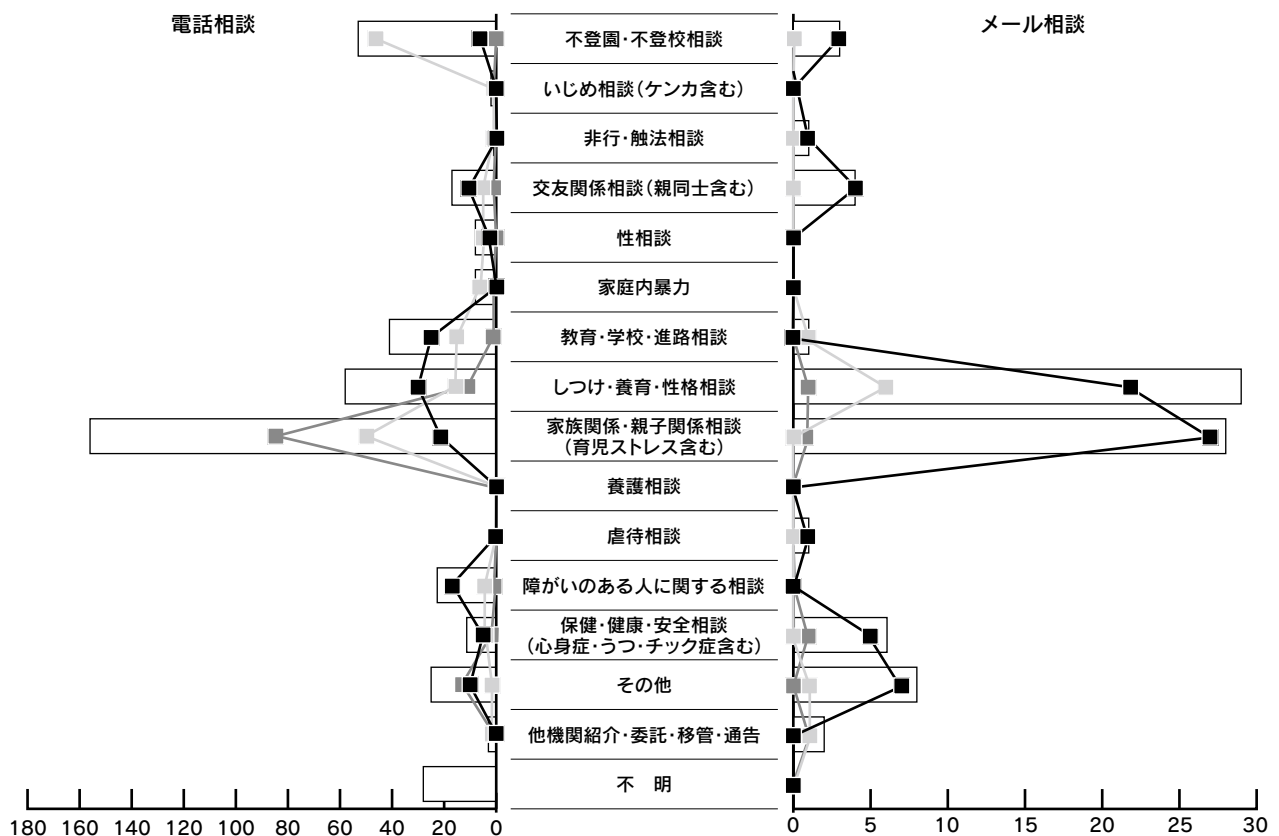 電話相談
メール相談
不登園・不登校相談
いじめ相談(ケンカ含む)
非行・触法相談
交友関係相談(親同士含む)
性相談
家庭内暴力
教育・学校・進路相談
しつけ・養育・性格相談
家族関係・親子関係相談
(育児ストレス含む)
養護相談
虐待相談
障がいのある人に関する相談
保健・健康・安全相談
(心身症・うつ・チック症含む)
その他
他機関紹介・委託・移管・通告
不　明
180 160 140 120 100 80 60 40 20 0
0 5 10 15 20 25 30